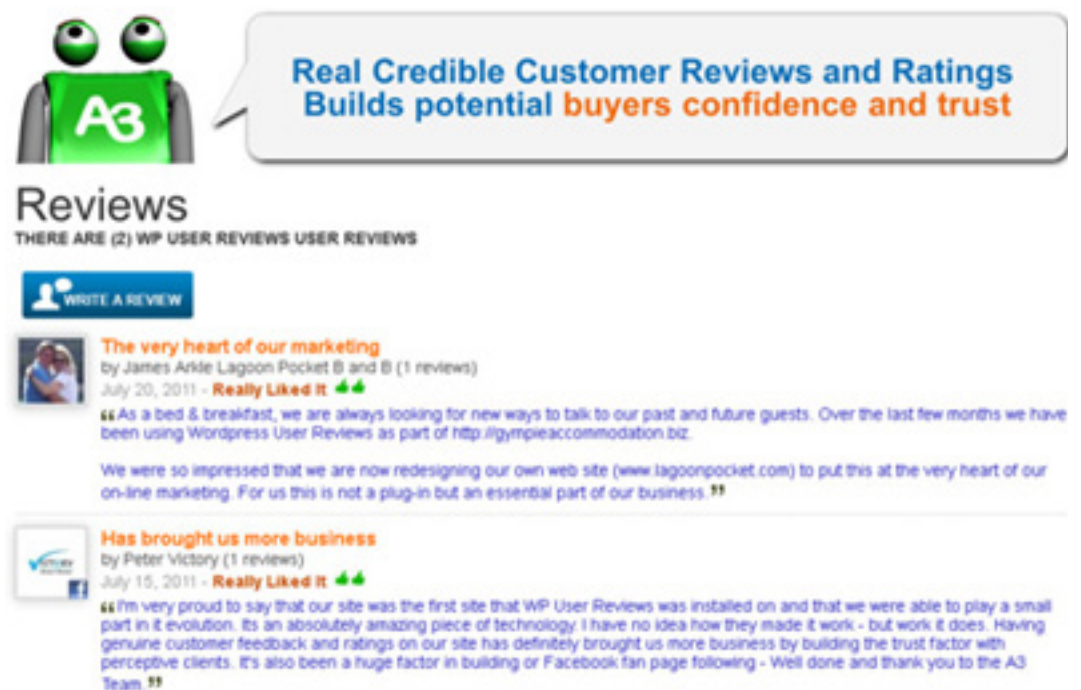 A3
Real Credible Customer Reviews and Ratings
Builds potential buyers confidence and trust
Reviews
THERE ARE (2) WP USER REVIEWS USER REVIEWS
WRITE A REVIEW
The very heart of our marketing
by James Arkle Lagoon Pocket B and B (1 reviews)
July 20, 2011 - Really Liked It
“As a bed & breakfast, we are always looking for new ways to talk to our past and future guests. Over the last few months we have
been using Wordpress User Reviews as part of http://gympieaccommodation.biz.
We were so impressed that we are now redesigning our own web site (www.lagoonpocket.com) to put this at the very heart of our
on-line marketing. For us this is not a plug-in but an essential part of our business.”
Has brought us more business
by Peter Victory (1 reviews)
July 15, 2011 - Really Liked It
“I'm very proud to say that our site was the first site that WP User Reviews was installed on and that we were able to play a small
part in it evolution. Its an absolutely amazing piece of technology. I have no idea how they made it work - but work it does. Having
genuine customer feedback and ratings on our site has definitely brought us more business by building the trust factor with
perceptive clients. It's also been a huge factor in building or Facebook fan page following - Well done and thank you to the A3
Team.”